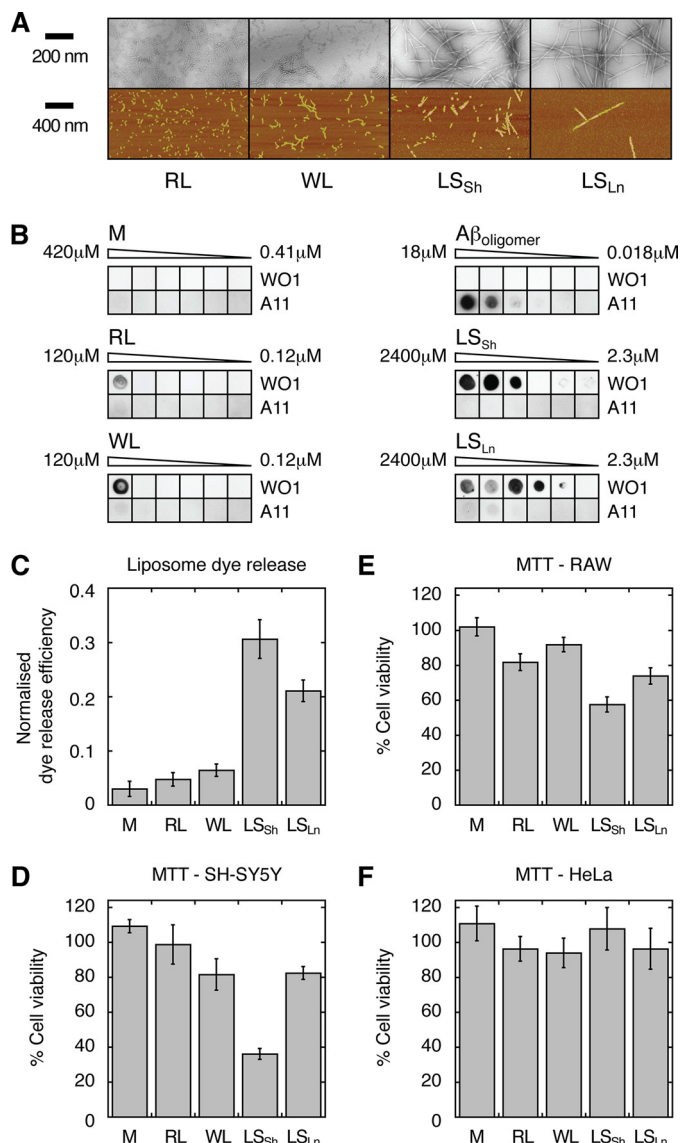 A
200 nm
400 nm
RL WL LSSh LSLn
B
M
420μM 0.41μM
WO1
A11
Aβoligomer
18μM 0.018μM
WO1
A11
RL
120μM 0.12μM
WO1
A11
LSSh
2400μM 2.3μM
WO1
A11
WL
120μM 0.12μM
WO1
A11
LSLn
2400μM 2.3μM
WO1
A11
C
Liposome dye release
Normalised
dye release efficiency
0.4
0.3
0.2
0.1
0
M RL WL LSSh LSLn
E
MTT - RAW
% Cell viability
120
100
80
60
40
20
0
M RL WL LSSh LSLn
D
MTT - SH-SY5Y
% Cell viability
120
100
80
60
40
20
0
M RL WL LSSh LSLn
F
MTT - HeLa
% Cell viability
120
100
80
60
40
20
0
M RL WL LSSh LSLn